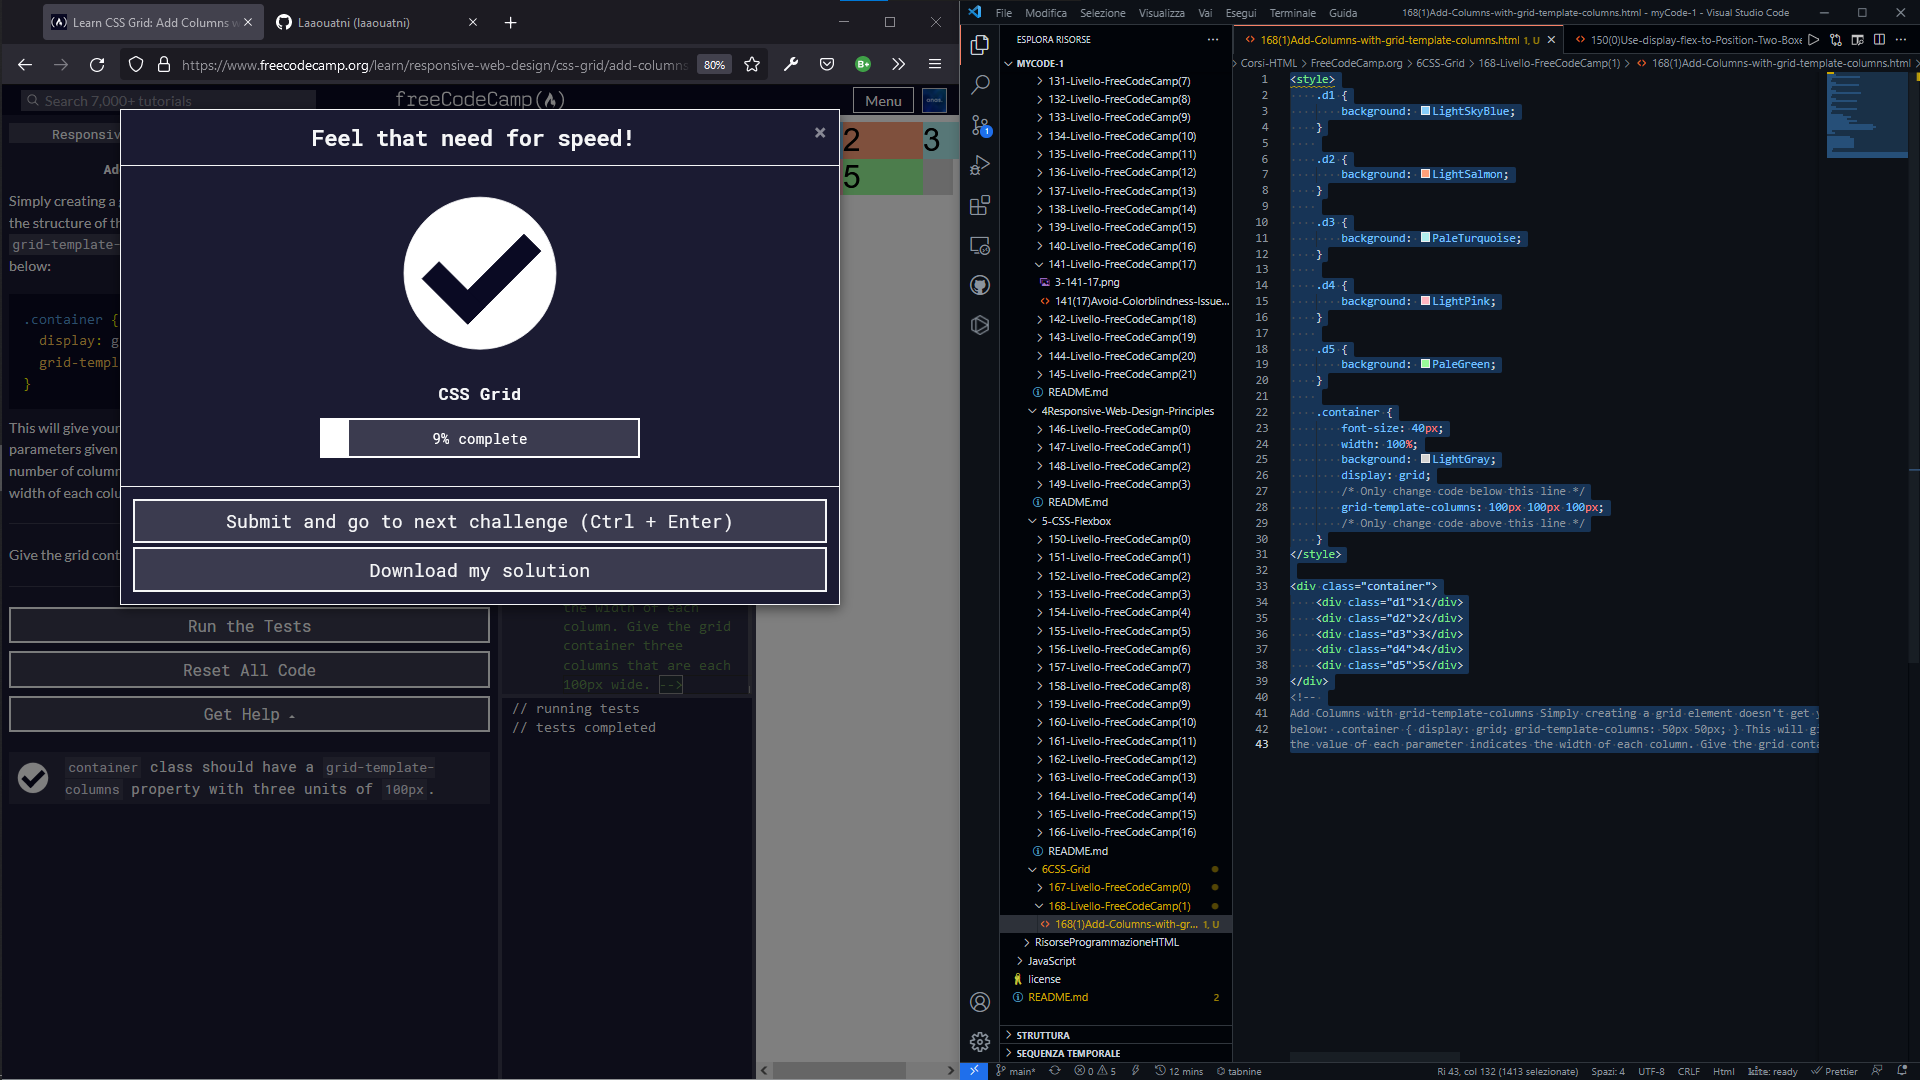 Learn CSS Grid: Add Columns w
Laaouatni (laaouatni)
https://www.freecodecamp.org/learn/responsive-web-design/css-grid/add-columns
80%
Search 7,000+ tutorials
freeCodeCamp(🔥)
Menu
Responsiv
Ad
Simply creating a g
the structure of th
grid-template-
below:
.container {
display: g
grid-templ
}
This will give your
parameters given
number of column
width of each colu
Give the grid cont
Feel that need for speed!
×
CSS Grid
9% complete
Submit and go to next challenge (Ctrl + Enter)
Download my solution
2
3
5
Run the Tests
Reset All Code
Get Help
container class should have a grid-template-
columns property with three units of 100px.
the width of each
column. Give the grid
container three
columns that are each
100px wide. -->
// running tests
// tests completed
File Modifica Selezione Visualizza Vai Esegui Terminale Guida
168(1)Add-Columns-with-grid-template-columns.html - myCode-1 - Visual Studio Code
ESPLORA RISORSE
MYCODE-1
131-Livello-FreeCodeCamp(7)
132-Livello-FreeCodeCamp(8)
133-Livello-FreeCodeCamp(9)
134-Livello-FreeCodeCamp(10)
135-Livello-FreeCodeCamp(11)
136-Livello-FreeCodeCamp(12)
137-Livello-FreeCodeCamp(13)
138-Livello-FreeCodeCamp(14)
139-Livello-FreeCodeCamp(15)
140-Livello-FreeCodeCamp(16)
141-Livello-FreeCodeCamp(17)
3-141-17.png
141(17)Avoid-Colorblindness-Issue...
142-Livello-FreeCodeCamp(18)
143-Livello-FreeCodeCamp(19)
144-Livello-FreeCodeCamp(20)
145-Livello-FreeCodeCamp(21)
README.md
4Responsive-Web-Design-Principles
146-Livello-FreeCodeCamp(0)
147-Livello-FreeCodeCamp(1)
148-Livello-FreeCodeCamp(2)
149-Livello-FreeCodeCamp(3)
README.md
5-CSS-Flexbox
150-Livello-FreeCodeCamp(0)
151-Livello-FreeCodeCamp(1)
152-Livello-FreeCodeCamp(2)
153-Livello-FreeCodeCamp(3)
154-Livello-FreeCodeCamp(4)
155-Livello-FreeCodeCamp(5)
156-Livello-FreeCodeCamp(6)
157-Livello-FreeCodeCamp(7)
158-Livello-FreeCodeCamp(8)
159-Livello-FreeCodeCamp(9)
160-Livello-FreeCodeCamp(10)
161-Livello-FreeCodeCamp(11)
162-Livello-FreeCodeCamp(12)
163-Livello-FreeCodeCamp(13)
164-Livello-FreeCodeCamp(14)
165-Livello-FreeCodeCamp(15)
166-Livello-FreeCodeCamp(16)
README.md
6CSS-Grid
167-Livello-FreeCodeCamp(0)
168-Livello-FreeCodeCamp(1)
168(1)Add-Columns-with-gr... 1, U
RisorseProgrammazioneHTML
JavaScript
license
README.md 2
STRUTTURA
SEQUENZA TEMPORALE
168(1)Add-Columns-with-grid-template-columns.html 1, U
150(0)Use-display-flex-to-Position-Two-Boxe
Corsi-HTML > FreeCodeCamp.org > 6CSS-Grid > 168-Livello-FreeCodeCamp(1) > 168(1)Add-Columns-with-grid-template-columns.html >
1 <style>
2 .d1 {
3 background: LightSkyBlue;
4 }
5
6 .d2 {
7 background: LightSalmon;
8 }
9
10 .d3 {
11 background: PaleTurquoise;
12 }
13
14 .d4 {
15 background: LightPink;
16 }
17
18 .d5 {
19 background: PaleGreen;
20 }
21
22 .container {
23 font-size: 40px;
24 width: 100%;
25 background: LightGray;
26 display: grid;
27 /* Only change code below this line */
28 grid-template-columns: 100px 100px 100px;
29 /* Only change code above this line */
30 }
31 </style>
32
33 <div class="container">
34 <div class="d1">1</div>
35 <div class="d2">2</div>
36 <div class="d3">3</div>
37 <div class="d4">4</div>
38 <div class="d5">5</div>
39 </div>
40 <!--
41 Add Columns with grid-template-columns Simply creating a grid element doesn't get y
42 below: .container { display: grid; grid-template-columns: 50px 50px; } This will gi
43 the value of each parameter indicates the width of each column. Give the grid conta
main* 0 5 12 mins tabnine
Ri 43, col 132 (1413 selezionate) Spazi: 4 UTF-8 CRLF Html kite: ready Prettier